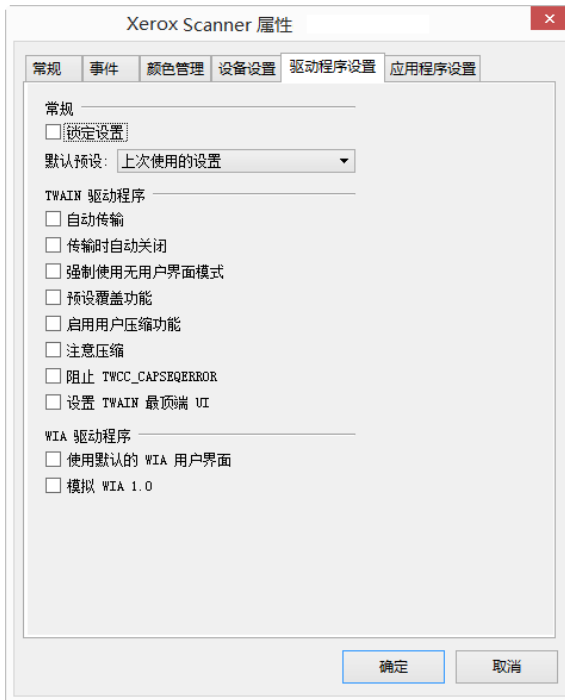 Xerox Scanner 属性
常规 事件 颜色管理 设备设置 驱动程序设置 应用程序设置
常规
锁定设置
默认预设: 上次使用的设置
TWAIN 驱动程序
自动传输
传输时自动关闭
强制使用无用户界面模式
预设覆盖功能
启用用户压缩功能
注意压缩
阻止 TWCC_CAPSEQERROR
设置 TWAIN 最顶端 UI
WIA 驱动程序
使用默认的 WIA 用户界面
模拟 WIA 1.0
确定 取消